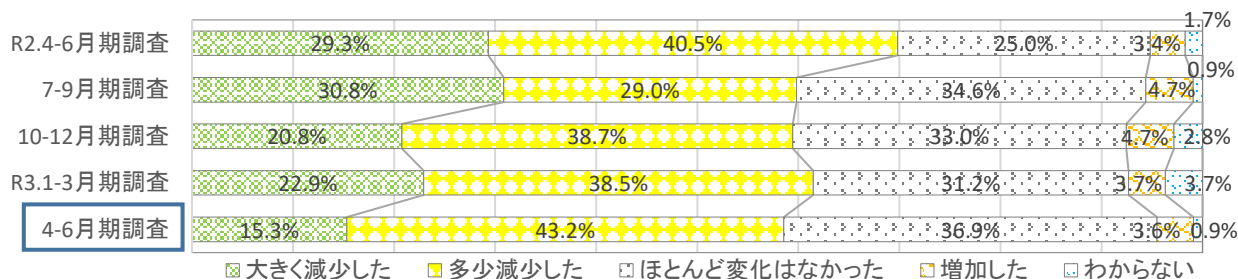 1.7%
R2.4-6月期調査 29.3% 40.5% 25.0% 3.4%
0.9%
7-9月期調査 30.8% 29.0% 34.6% 4.7%
10-12月期調査 20.8% 38.7% 33.0% 4.7% 2.8%
R3.1-3月期調査 22.9% 38.5% 31.2% 3.7% 3.7%
4-6月期調査 15.3% 43.2% 36.9% 3.6% 0.9%
大きく減少した 多少減少した ほとんど変化はなかった 増加した わからない